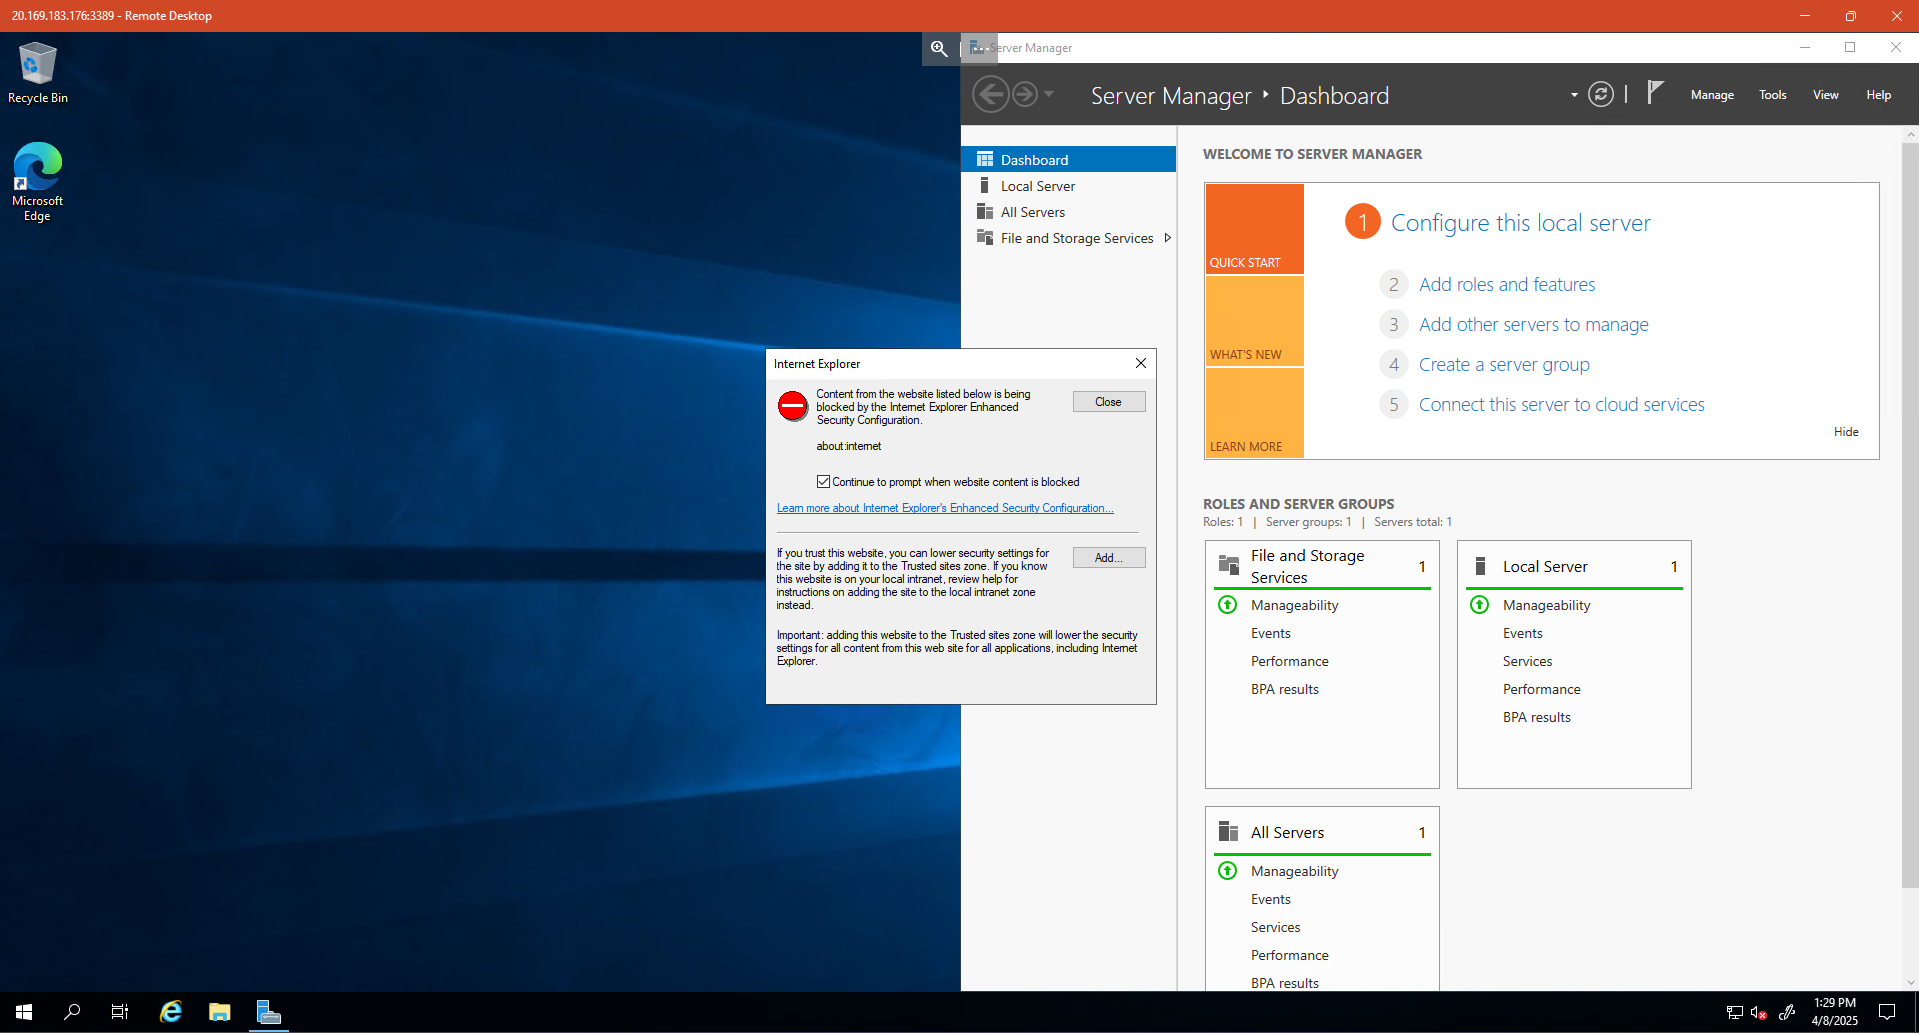 20.169.183.176:3389 - Remote Desktop
Recycle Bin
Microsoft
Edge
Server Manager
Server Manager
Dashboard
Manage
Tools
View
Help
Dashboard
Local Server
All Servers
File and Storage Services
WELCOME TO SERVER MANAGER
QUICK START
WHAT'S NEW
LEARN MORE
1 Configure this local server
2 Add roles and features
3 Add other servers to manage
4 Create a server group
5 Connect this server to cloud services
Hide
Internet Explorer
Content from the website listed below is being
blocked by the Internet Explorer Enhanced
Security Configuration.
Close
about:internet
Continue to prompt when website content is blocked
Learn more about Internet Explorer's Enhanced Security Configuration...
If you trust this website, you can lower security settings for
the site by adding it to the Trusted sites zone. If you know
this website is on your local intranet, review help for
instructions on adding the site to the local intranet zone
instead.
Add...
Important: adding this website to the Trusted sites zone will lower the security
settings for all content from this web site for all applications, including Internet
Explorer.
ROLES AND SERVER GROUPS
Roles: 1 | Server groups: 1 | Servers total: 1
File and Storage
Services
1
Manageability
Events
Performance
BPA results
Local Server 1
Manageability
Events
Services
Performance
BPA results
All Servers 1
Manageability
Events
Services
Performance
BPA results
1:29 PM
4/8/2025